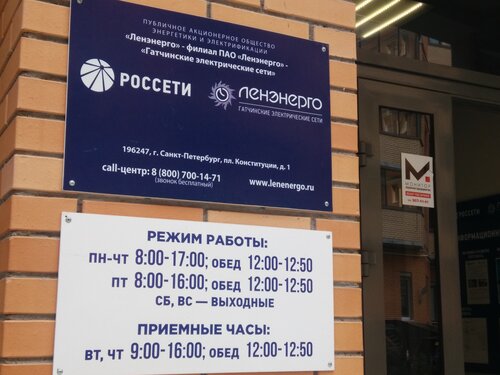 ПУБЛИЧНОЕ АКЦИОНЕРНОЕ ОБЩЕСТВО
ЭНЕРГЕТИКИ И ЭЛЕКТРИФИКАЦИИ
«Ленэнерго» - филиал ПАО «Ленэнерго» -
«Гатчинские электрические сети»
РОССЕТИ
ЛЕНЭНЕРГО
ГАТЧИНСКИЕ ЭЛЕКТРИЧЕСКИЕ СЕТИ
196247, г. Санкт-Петербург, пл. Конституции, д. 1
call-центр: 8 (800) 700-14-71
(звонок бесплатный)
www.lenenergo.ru
РЕЖИМ РАБОТЫ:
ПН-ЧТ 8:00-17:00; ОБЕД 12:00-12:50
ПТ 8:00-16:00; ОБЕД 12:00-12:50
СБ, ВС — ВЫХОДНЫЕ
ПРИЕМНЫЕ ЧАСЫ:
ВТ, ЧТ 9:00-16:00; ОБЕД 12:00-12:50
МОНИТОР
РОССЕТИ